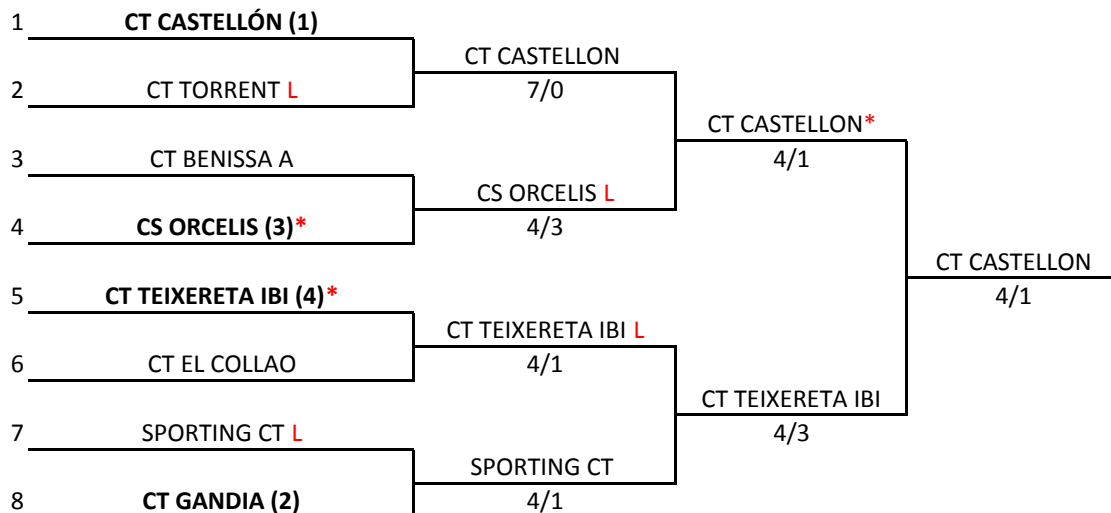 1 CT CASTELLÓN (1)
CT CASTELLON
7/0
2 CT TORRENT L
CT CASTELLON*
4/1
3 CT BENISSA A
CS ORCELIS L
4/3
4 CS ORCELIS (3)*
CT CASTELLON
4/1
5 CT TEIXERETA IBI (4)*
CT TEIXERETA IBI L
4/1
6 CT EL COLLAO
CT TEIXERETA IBI
4/3
7 SPORTING CT L
SPORTING CT
4/1
8 CT GANDIA (2)